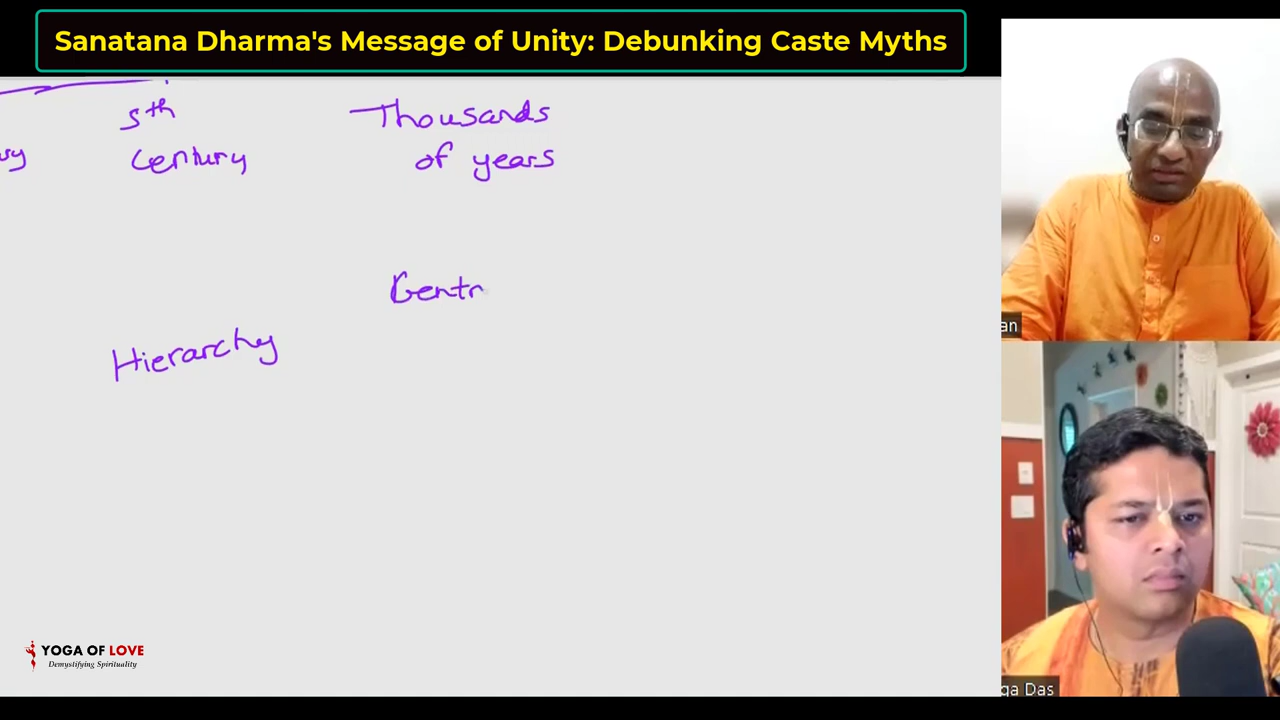 Sanatana Dharma's Message of Unity: Debunking Caste Myths
5th
Thousands
ury
Century
of years
Gentr
Hierarchy
an
YOGA OF LOVE
Demystifying Spirituality
ga Das